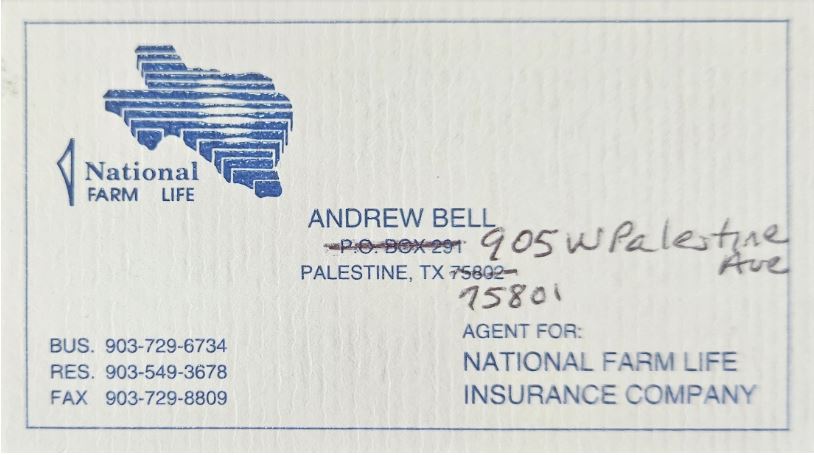 National
FARM LIFE
ANDREW BELL
P.O. BOX 291 905 W Palestine Ave
PALESTINE, TX 75802
75801
BUS. 903-729-6734
RES. 903-549-3678
FAX 903-729-8809
AGENT FOR:
NATIONAL FARM LIFE
INSURANCE COMPANY